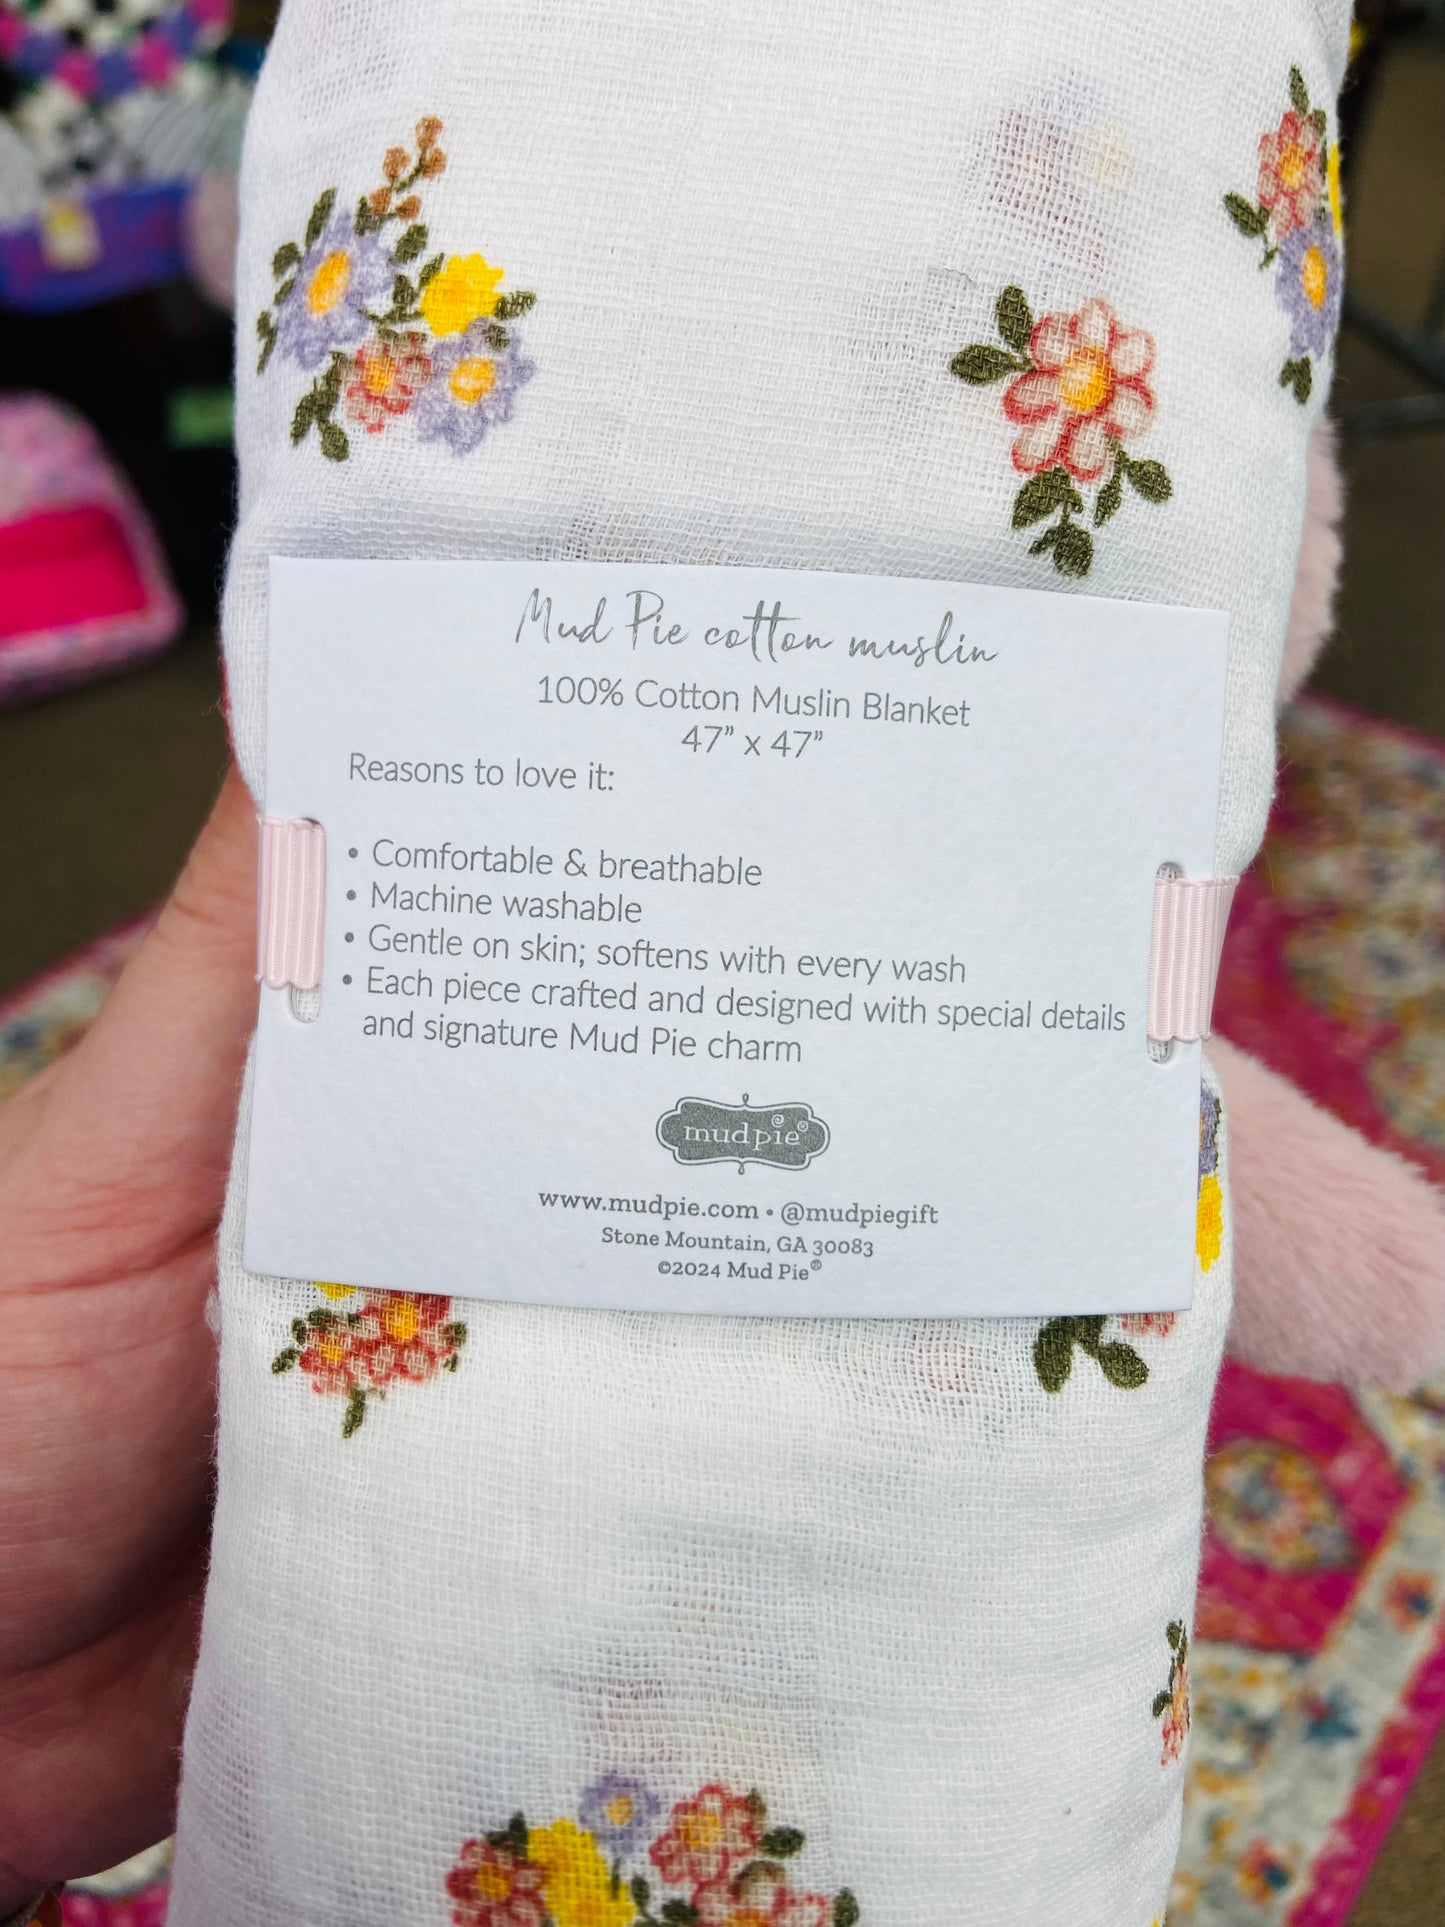 Mud Pie cotton muslin
100% Cotton Muslin Blanket
47” x 47”
Reasons to love it:
• Comfortable & breathable
• Machine washable
• Gentle on skin; softens with every wash
• Each piece crafted and designed with special details
and signature Mud Pie charm
mud pie®
www.mudpie.com • @mudpiegift
Stone Mountain, GA 30083
©2024 Mud Pie®